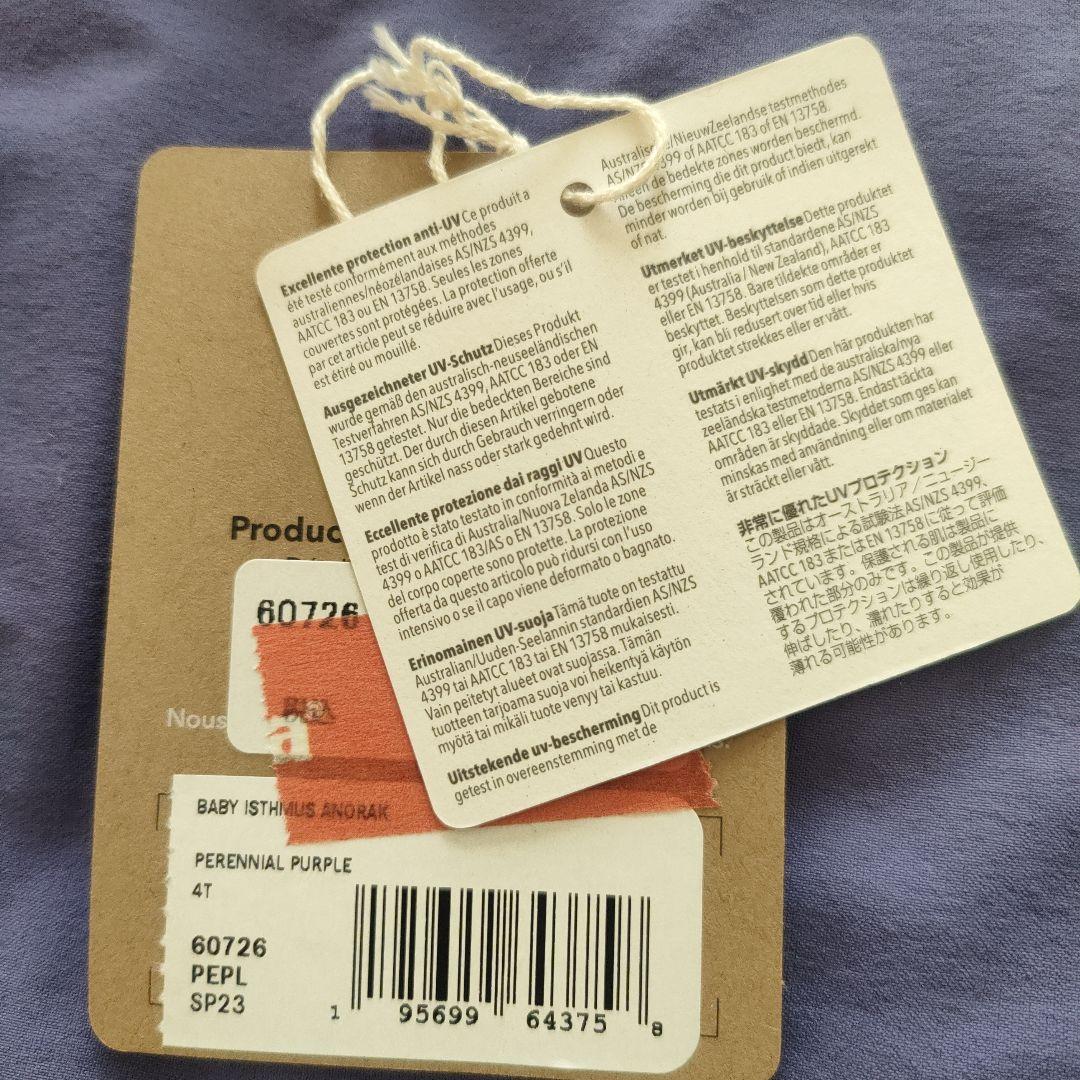 Excellente protection anti-UV Ce produit a
été testé conformément aux méthodes
australiennes/néozélandaises AS/NZS 4399,
AATCC 183 ou EN 13758. Seules les zones
couvertes sont protégées. La protection offerte
par cet article peut se réduire avec l'usage, ou s'il
est étiré ou mouillé.
Ausgezeichneter UV-Schutz Dieses Produkt
wurde gemäß den australisch-neuseeländischen
Testverfahren AS/NZS 4399, AATCC 183 oder EN
13758 getestet. Nur die bedeckten Bereiche sind
geschützt. Der durch diesen Artikel gebotene
Schutz kann sich durch Gebrauch verringern oder
wenn der Artikel nass oder stark gedehnt wird.
Eccellente protezione dai raggi UV Questo
prodotto è stato testato in conformità ai metodi e
test di verifica di Australia/Nuova Zelanda AS/NZS
4399 o AATCC 183/AS o EN 13758. Solo le zone
del corpo coperte sono protette. La protezione
offerta da questo articolo può ridursi con l'uso
intensivo o se il capo viene deformato o bagnato.
Erinomainen UV-suoja Tämä tuote on testattu
Australian/Uuden-Seelannin standardien AS/NZS
4399 tai AATCC 183 tai EN 13758 mukaisesti.
Vain peitetyt alueet ovat suojassa. Tämän
tuotteen tarjoama suoja voi heikentyä käytön
myötä tai mikäli tuote venyy tai kastuu.
Uitstekende uv-bescherming Dit product is
getest in overeenstemming met de
/NieuwZeelandse testmethodes
4399 of AATCC 183 of EN 13758.
Alleen de bedekte zones worden beschermd.
De bescherming die dit product biedt, kan
minder worden bij gebruik of indien uitgerekt
of nat.
Utmerket UV-beskyttelse Dette produktet
er testet i henhold til standardene AS/NZS
4399 (Australia / New Zealand), AATCC 183
eller EN 13758. Bare tildekte områder er
beskyttet. Beskyttelsen som dette produktet
gir, kan bli redusert over tid eller hvis
produktet strekkes eller er vått.
Utmärkt UV-skydd Den här produkten har
testats i enlighet med de australiska/nya
zeeländska testmetoderna AS/NZS 4399 eller
AATCC 183 eller EN 13758. Endast täckta
områden är skyddade. Skyddet som ges kan
minskas med användning eller om materialet
är sträckt eller vått.
非常に優れたUVプロテクション
この製品はオーストラリア／ニュージー
ランド規格による試験法AS/NZS 4399、
AATCC 183 または EN 13758 に従って評価
されています。保護される肌は製品に
覆われた部分のみです。この製品が提供
するプロテクションは繰り返し使用したり、
伸ばしたり、濡れたりすると効果が
薄れる可能性があります。
Produc
60726
Nous
a
BABY ISTHMUS ANORAK
PERENNIAL PURPLE
4T
60726
PEPL
SP23
1 95699 64375 8